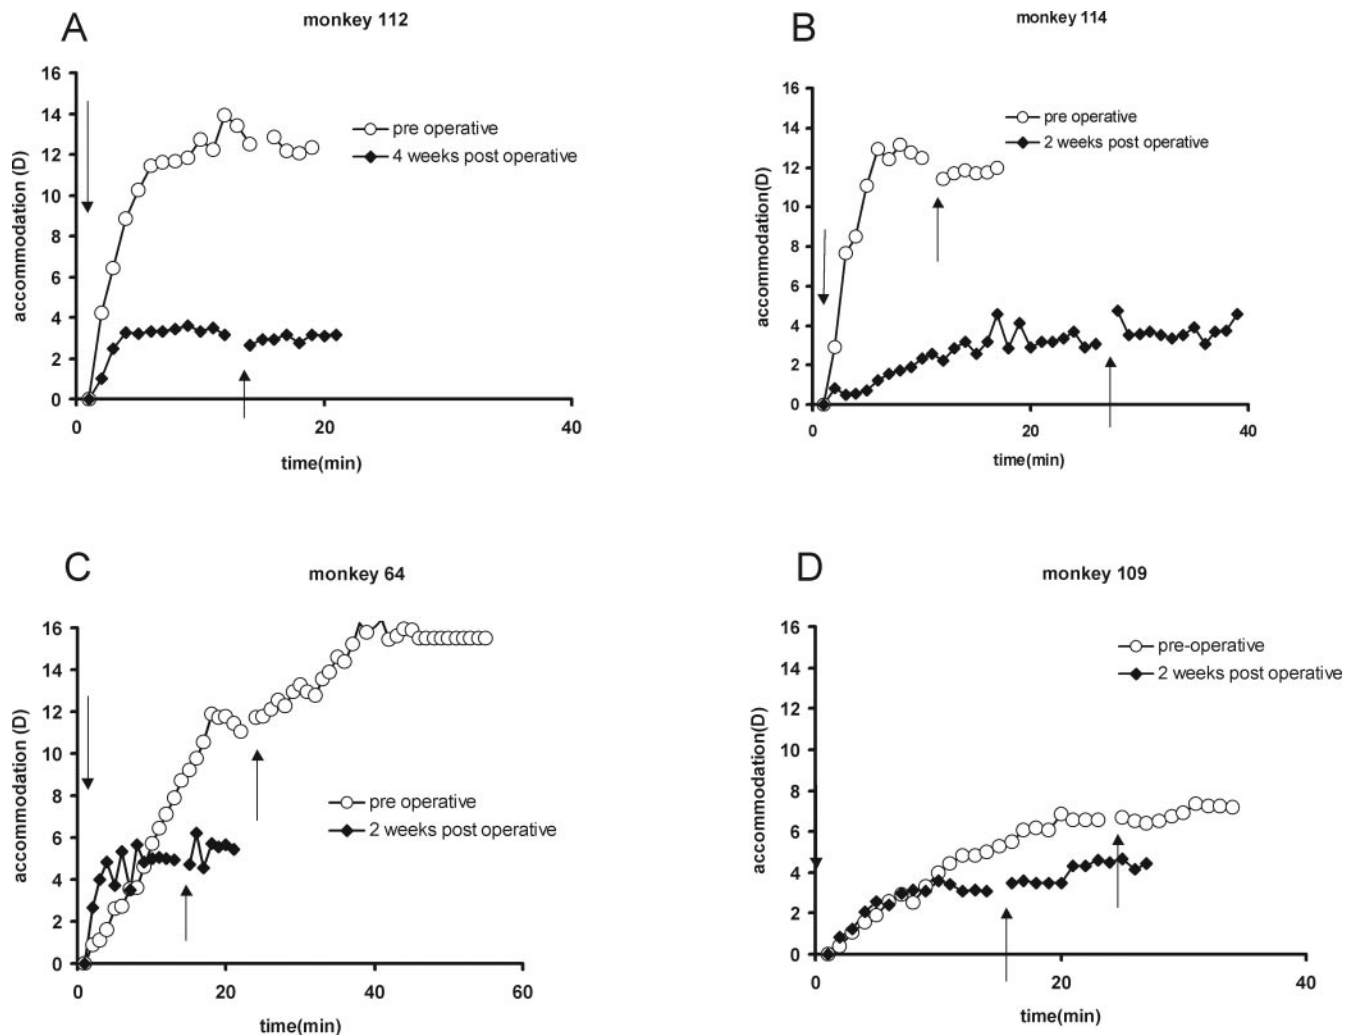 A
monkey 112
accommodation (D)
16
14
12
10
8
6
4
2
0
0
20
40
time(min)
pre operative
4 weeks post operative
B
monkey 114
accommodation(D)
16
14
12
10
8
6
4
2
0
0
20
40
time(min)
pre operative
2 weeks post operative
C
monkey 64
accommodation (D)
16
14
12
10
8
6
4
2
0
0
20
40
60
time(min)
pre operative
2 weeks post operative
D
monkey 109
accommodation(D)
16
14
12
10
8
6
4
2
0
0
20
40
time(min)
pre-operative
2 weeks post operative